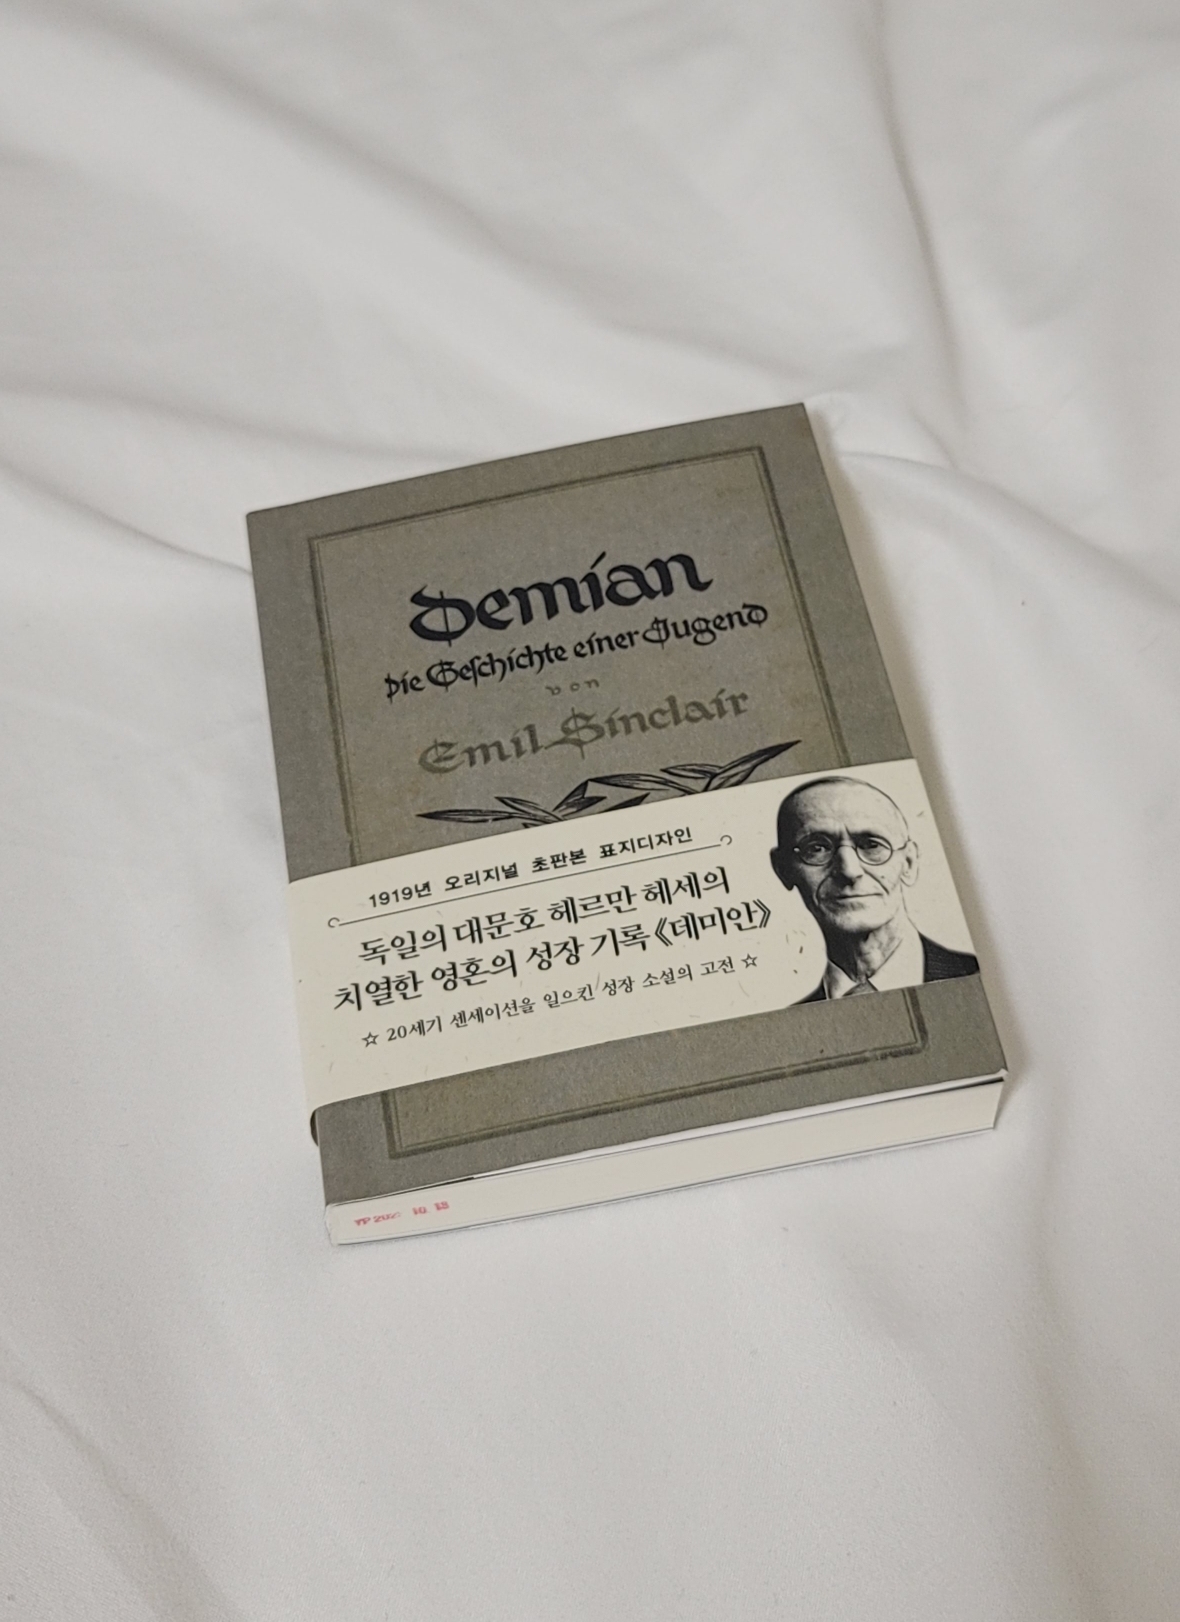 Demian
Die Geschichte einer Jugend
von
Emil Sinclair
1919년 오리지널 초판본 표지디자인
독일의 대문호 헤르만 헤세의
치열한 영혼의 성장 기록 《데미안》
☆ 20세기 센세이션을 일으킨 성장 소설의 고전 ☆